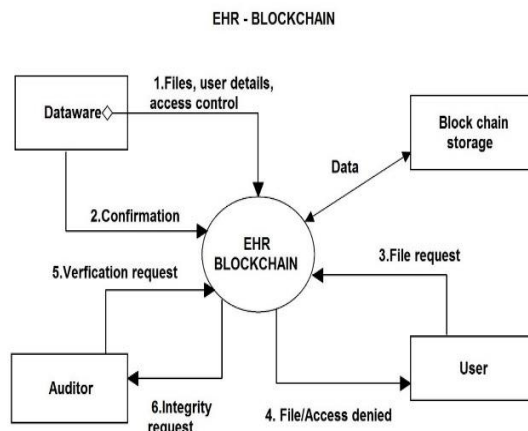 EHR - BLOCKCHAIN
1.Files, user details,
access control
Dataware
Block chain
storage
Data
2.Confirmation
EHR
BLOCKCHAIN
5.Verfication request
3.File request
Auditor
User
6.Integrity
request
4. File/Access denied